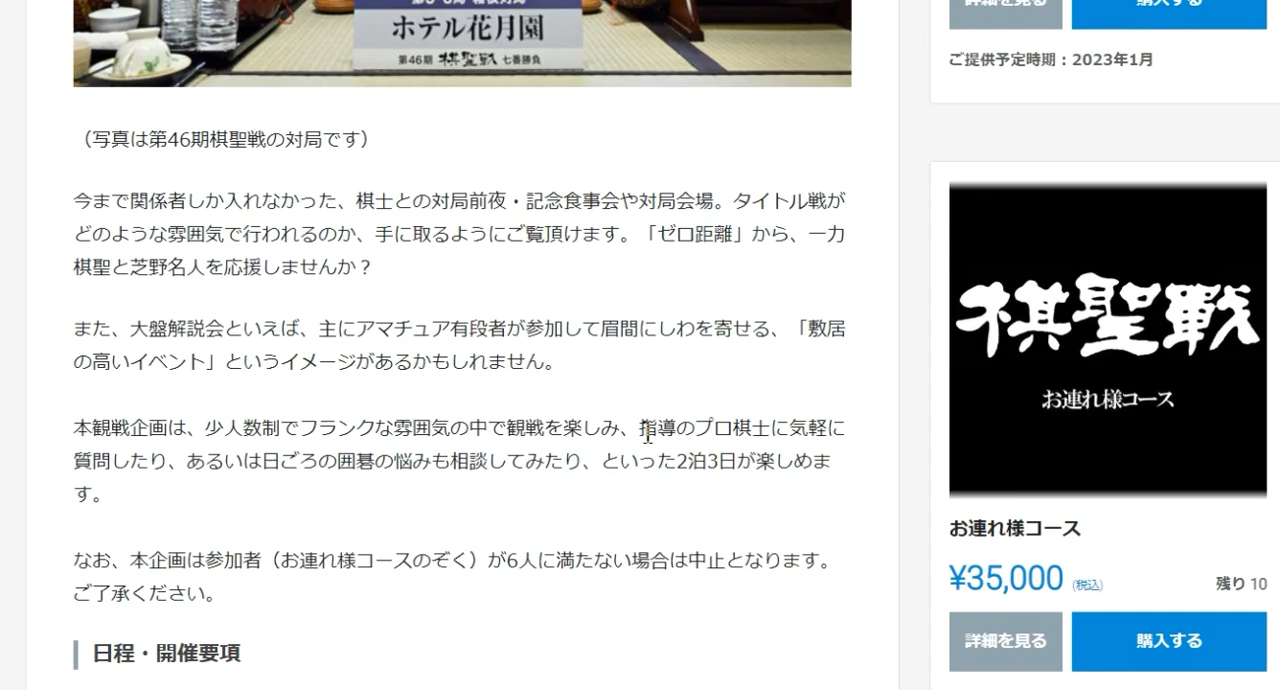 ホテル花月園
第46期 棋聖戦 七番勝負
（写真は第46期棋聖戦の対局です）
今まで関係者しか入れなかった、棋士との対局前夜・記念食事会や対局会場。タイトル戦が
どのような雰囲気で行われるのか、手に取るようにご覧頂けます。「ゼロ距離」から、一力
棋聖と芝野名人を応援しませんか？
また、大盤解説会といえば、主にアマチュア有段者が参加して眉間にしわを寄せる、「敷居
の高いイベント」というイメージがあるかもしれません。
本観戦企画は、少人数制でフランクな雰囲気の中で観戦を楽しみ、指導のプロ棋士に気軽に
質問したり、あるいは日ごろの囲碁の悩みも相談してみたり、といった2泊3日が楽しめま
す。
なお、本企画は参加者（お連れ様コースのぞく）が6人に満たない場合は中止となります。
ご了承ください。
日程・開催要項
詳細を見る
購入する
ご提供予定時期：2023年1月
棋聖戰
お連れ様コース
お連れ様コース
¥35,000 (税込)
残り 10
詳細を見る
購入する